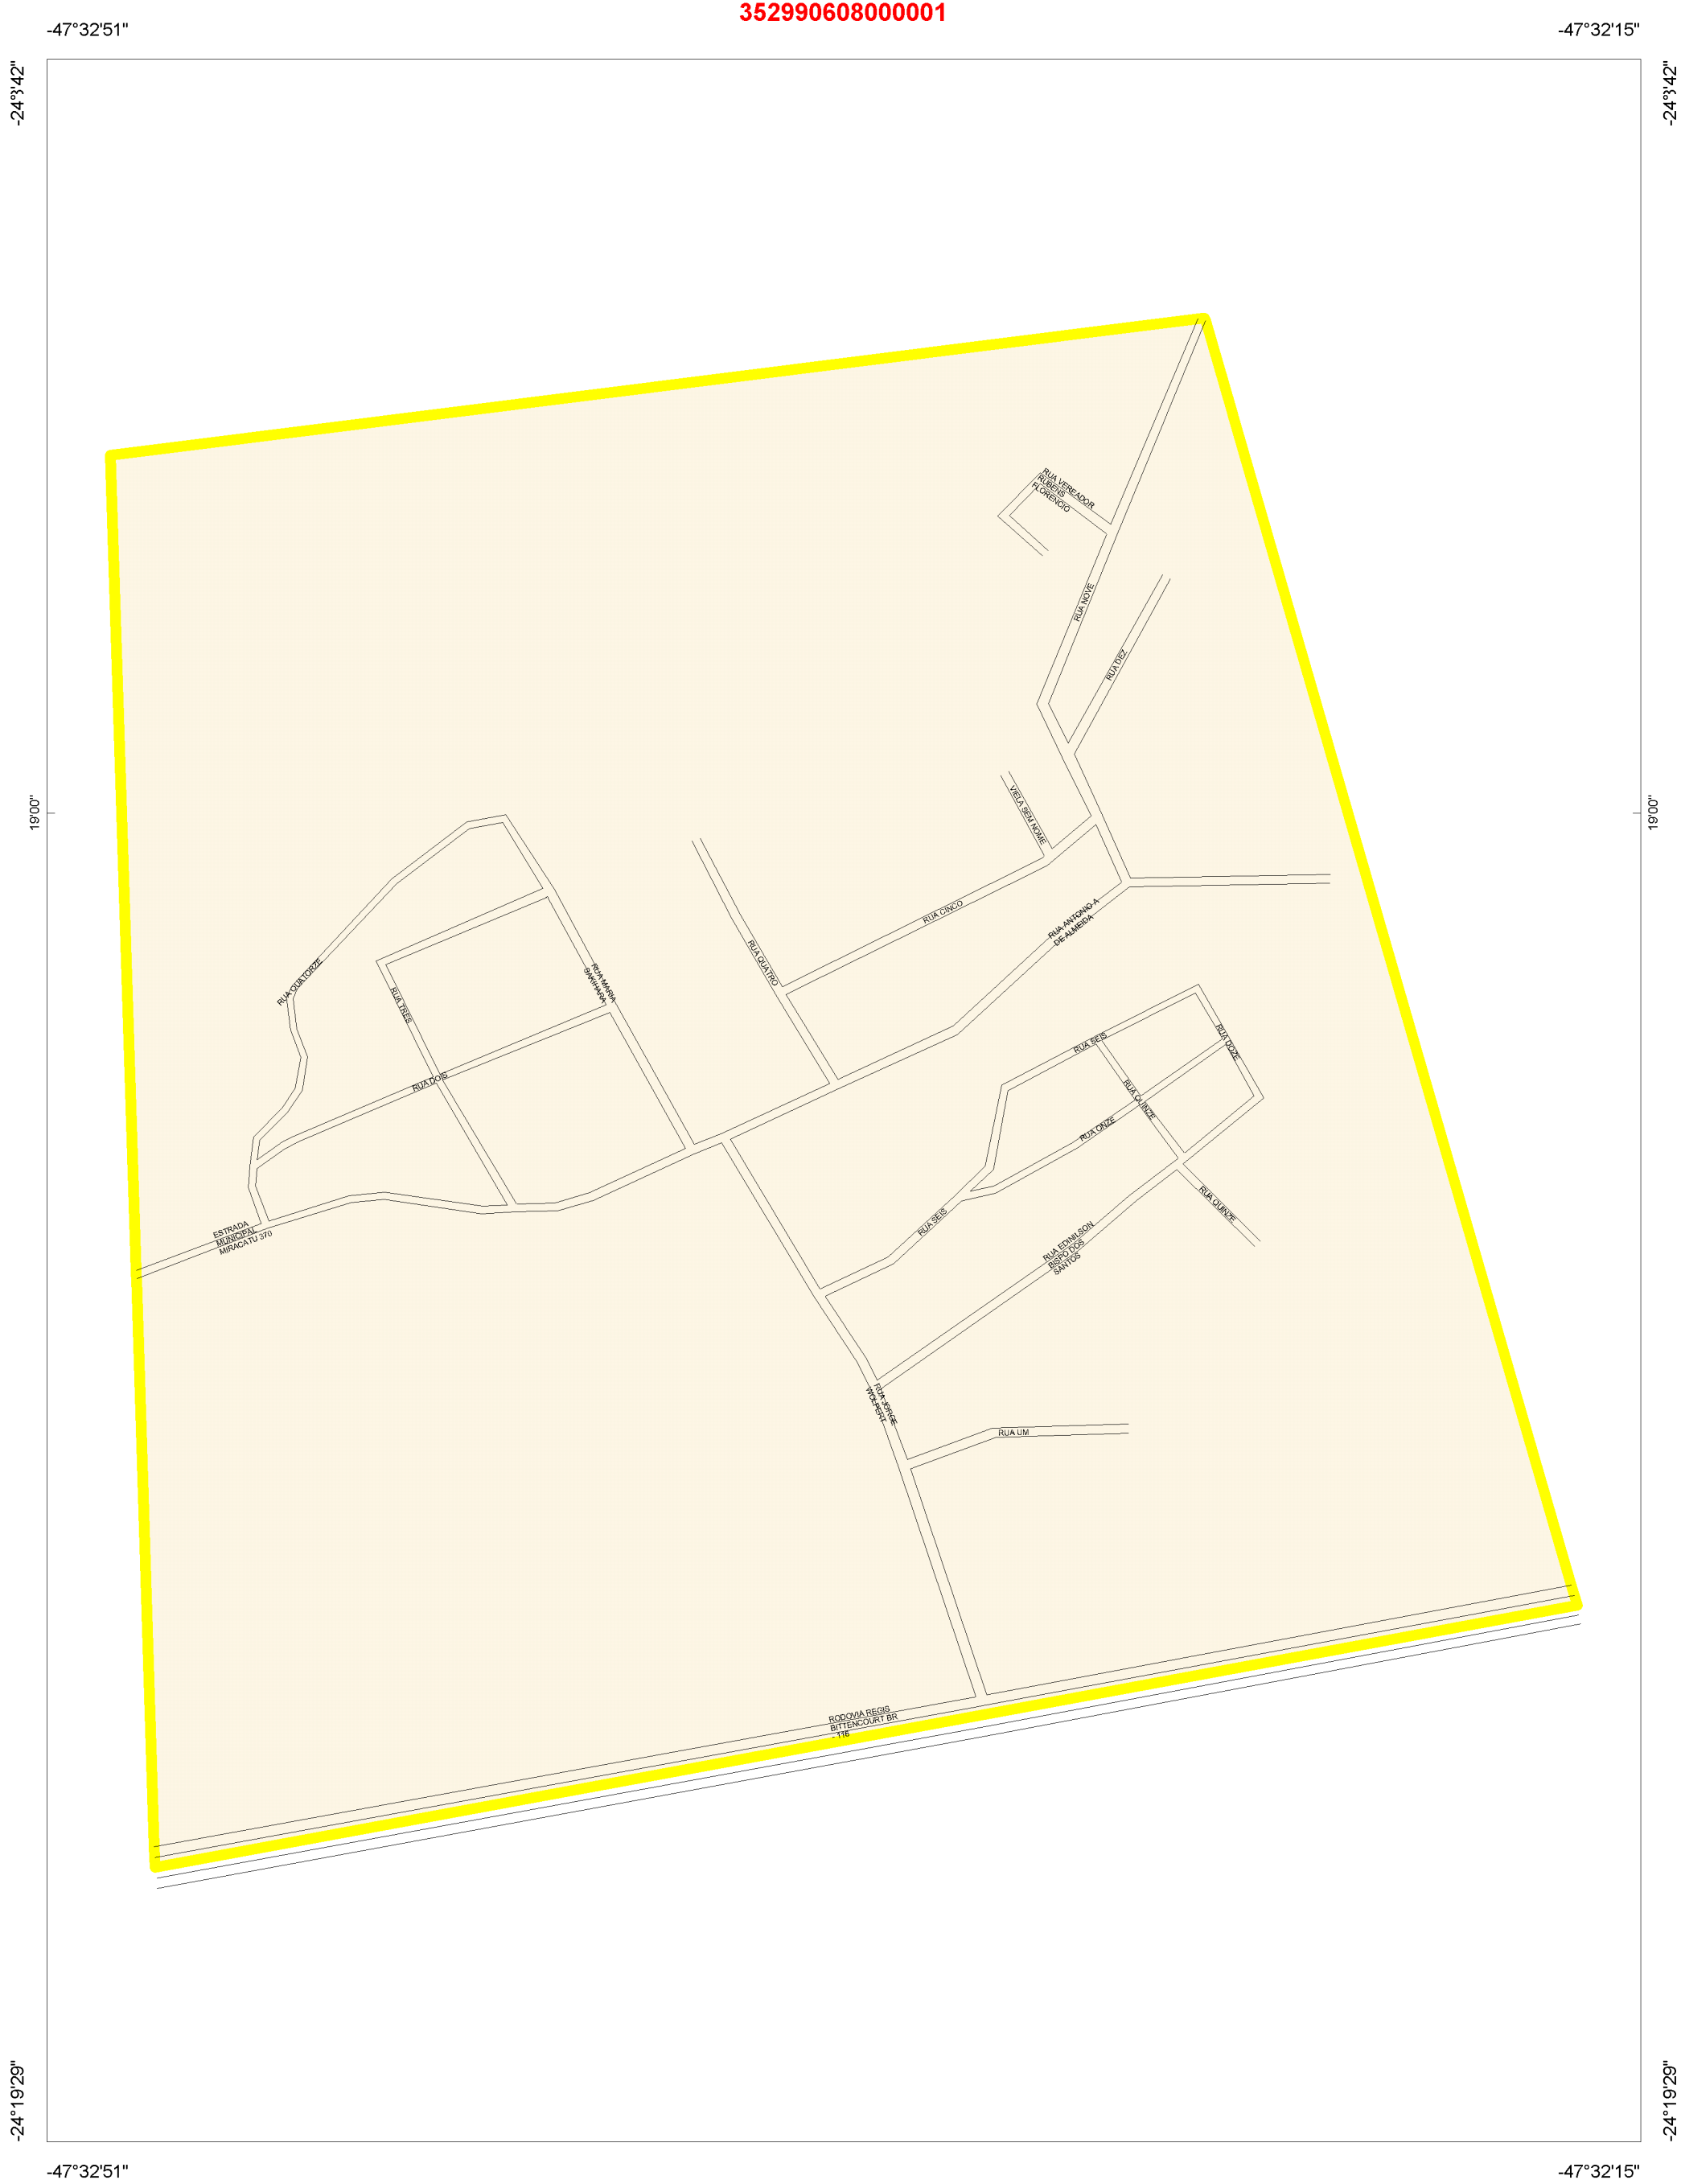 352990608000001
-47°32'51"
-47°32'15"
-24°3'42"
-24°3'42"
RUA VEREADOR
RUBENS
FLORENCIO
RUA NOVE
RUA DEZ
VIELA SEM NOME
19'00"
19'00"
RUA CINCO
RUA ANTONIO A
DE ALMEIDA
RUA QUATRO
RUA MARIA
SAKIHARA
RUA QUATORZE
RUA TRES
RUA DOIS
RUA SEIS
RUA DOZE
RUA QUINZE
RUA ONZE
RUA SEIS
RUA QUINZE
ESTRADA
MUNICIPAL
MIRACATU 370
RUA EDINILSON
BISPO DOS
SANTOS
RUA JORGE
WOLPERT
RUA UM
RODOVIA REGIS
BITTENCOURT BR
- 116
-24°19'29"
-24°19'29"
-47°32'51"
-47°32'15"